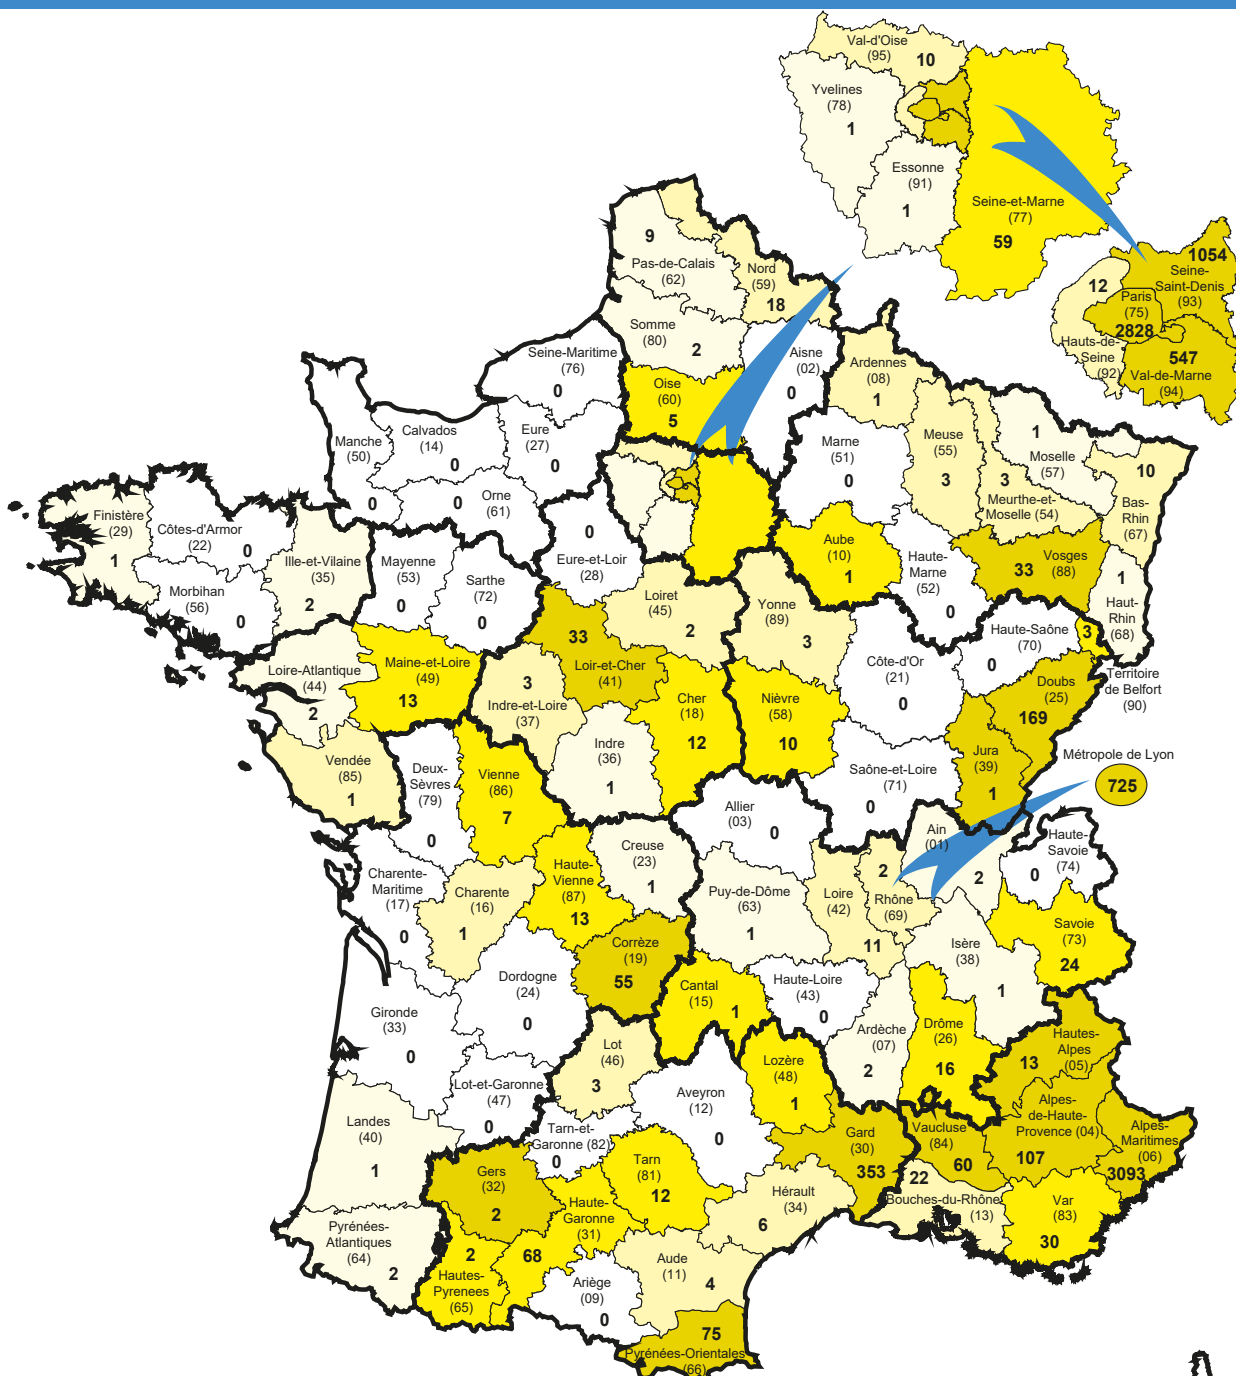 Val-d'Oise
(95) 10
Yvelines
(78)
1
Essonne
(91)
1
Seine-et-Marne
(77)
59
1054
Seine-
Saint-Denis
(93)
12
Paris
(75)
2828
Hauts-de-
Seine
(92)
547
Val-de-Marne
(94)
9
Pas-de-Calais
(62)
Nord
(59)
18
Somme
(80)
2
Seine-Maritime
(76)
0
Oise
(60)
5
Aisne
(02)
0
Ardennes
(08)
1
Manche
(50)
0
Calvados
(14)
0
Eure
(27)
0
0 Orne
(61)
Marne
(51)
0
Meuse
(55)
3
1
Moselle
(57)
3
Meurthe-et-
Moselle (54)
10
Bas-
Rhin
(67)
Finistère
(29)
1
Côtes-d'Armor
(22) 0
Morbihan
(56)
0
Ille-et-Vilaine
(35)
2
Mayenne
(53)
0
Sarthe
(72)
0
0
Eure-et-Loir
(28)
Loiret
(45)
2
Yonne
(89)
3
Aube
(10)
1
Haute-
Marne
(52)
0
33 Vosges
(88)
1
Haut-
Rhin
(68)
Haute-Saône
(70)
0
3
Territoire
de Belfort
(90)
Loire-Atlantique
(44)
2
Maine-et-Loire
(49)
13
3
Indre-et-Loire
(37)
33
Loir-et-Cher
(41)
Cher
(18)
12
Nièvre
(58)
10
Côte-d'Or
(21)
0
Doubs
(25)
169
Jura
(39)
1
Métropole de Lyon
725
Vendée
(85)
1
Deux-
Sèvres
(79)
0
Vienne
(86)
7
Indre
(36)
1
Saône-et-Loire
(71)
0
Allier
(03)
0
Ain
(01)
2
Haute-
Savoie
(74)
0
Charente-
Maritime
(17)
0
Charente
(16)
1
Haute-
Vienne
(87)
13
Creuse
(23)
1
Puy-de-Dôme
(63)
1
Loire
(42)
11
2
Rhône
(69)
Isère
(38)
1
Savoie
(73)
24
Corrèze
(19)
55
Dordogne
(24)
0
Gironde
(33)
0
Cantal
(15) 1
Haute-Loire
(43)
0
Ardèche
(07)
2
Drôme
(26)
16
Hautes-
Alpes
13 (05)
Lot
(46)
3
Lot-et-Garonne
(47)
0
Aveyron
(12)
0
Lozère
(48)
1
Landes
(40)
1
Tarn-et-
Garonne (82)
0
Tarn
(81)
12
Gard
(30)
353
Vaucluse
(84)
60
Alpes-
de-Haute-
Provence (04)
107
Alpes-
Maritimes
(06)
3093
Gers
(32)
2
Haute-
Garonne
(31)
68
Hérault
(34)
6
22
Bouches-du-Rhône
(13)
Var
(83)
30
Pyrénées-
Atlantiques
(64)
2
2
Hautes-
Pyrenees
(65)
Ariège
(09)
0
Aude
(11)
4
75
Pyrénées-Orientales
(66)